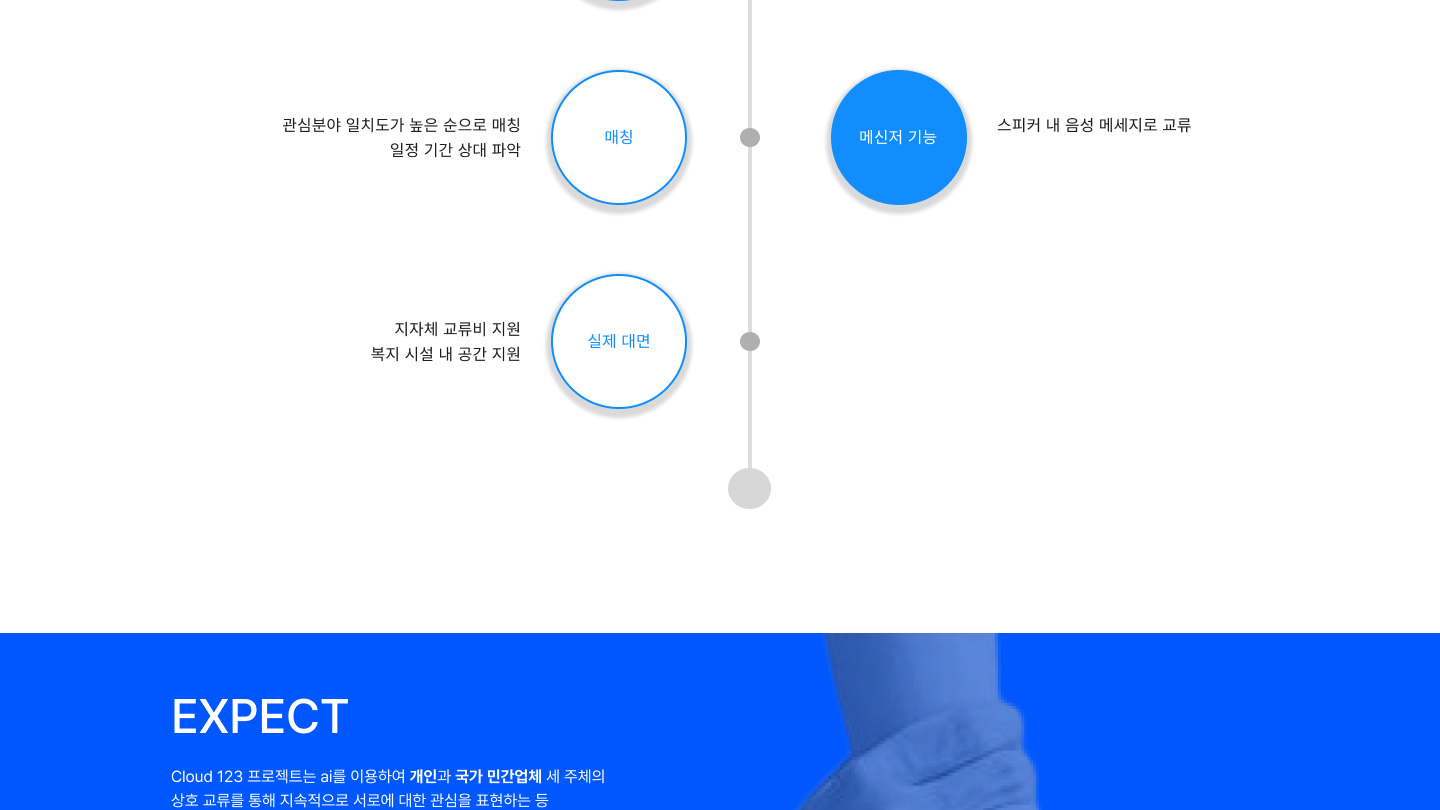 관심분야 일치도가 높은 순으로 매칭
일정 기간 상대 파악
매칭
메신저 기능
스피커 내 음성 메세지로 교류
지자체 교류비 지원
복지 시설 내 공간 지원
실제 대면
EXPECT
Cloud 123 프로젝트는 ai를 이용하여 개인과 국가 민간업체 세 주체의
상호 교류를 통해 지속적으로 서로에 대한 관심을 표현하는 등